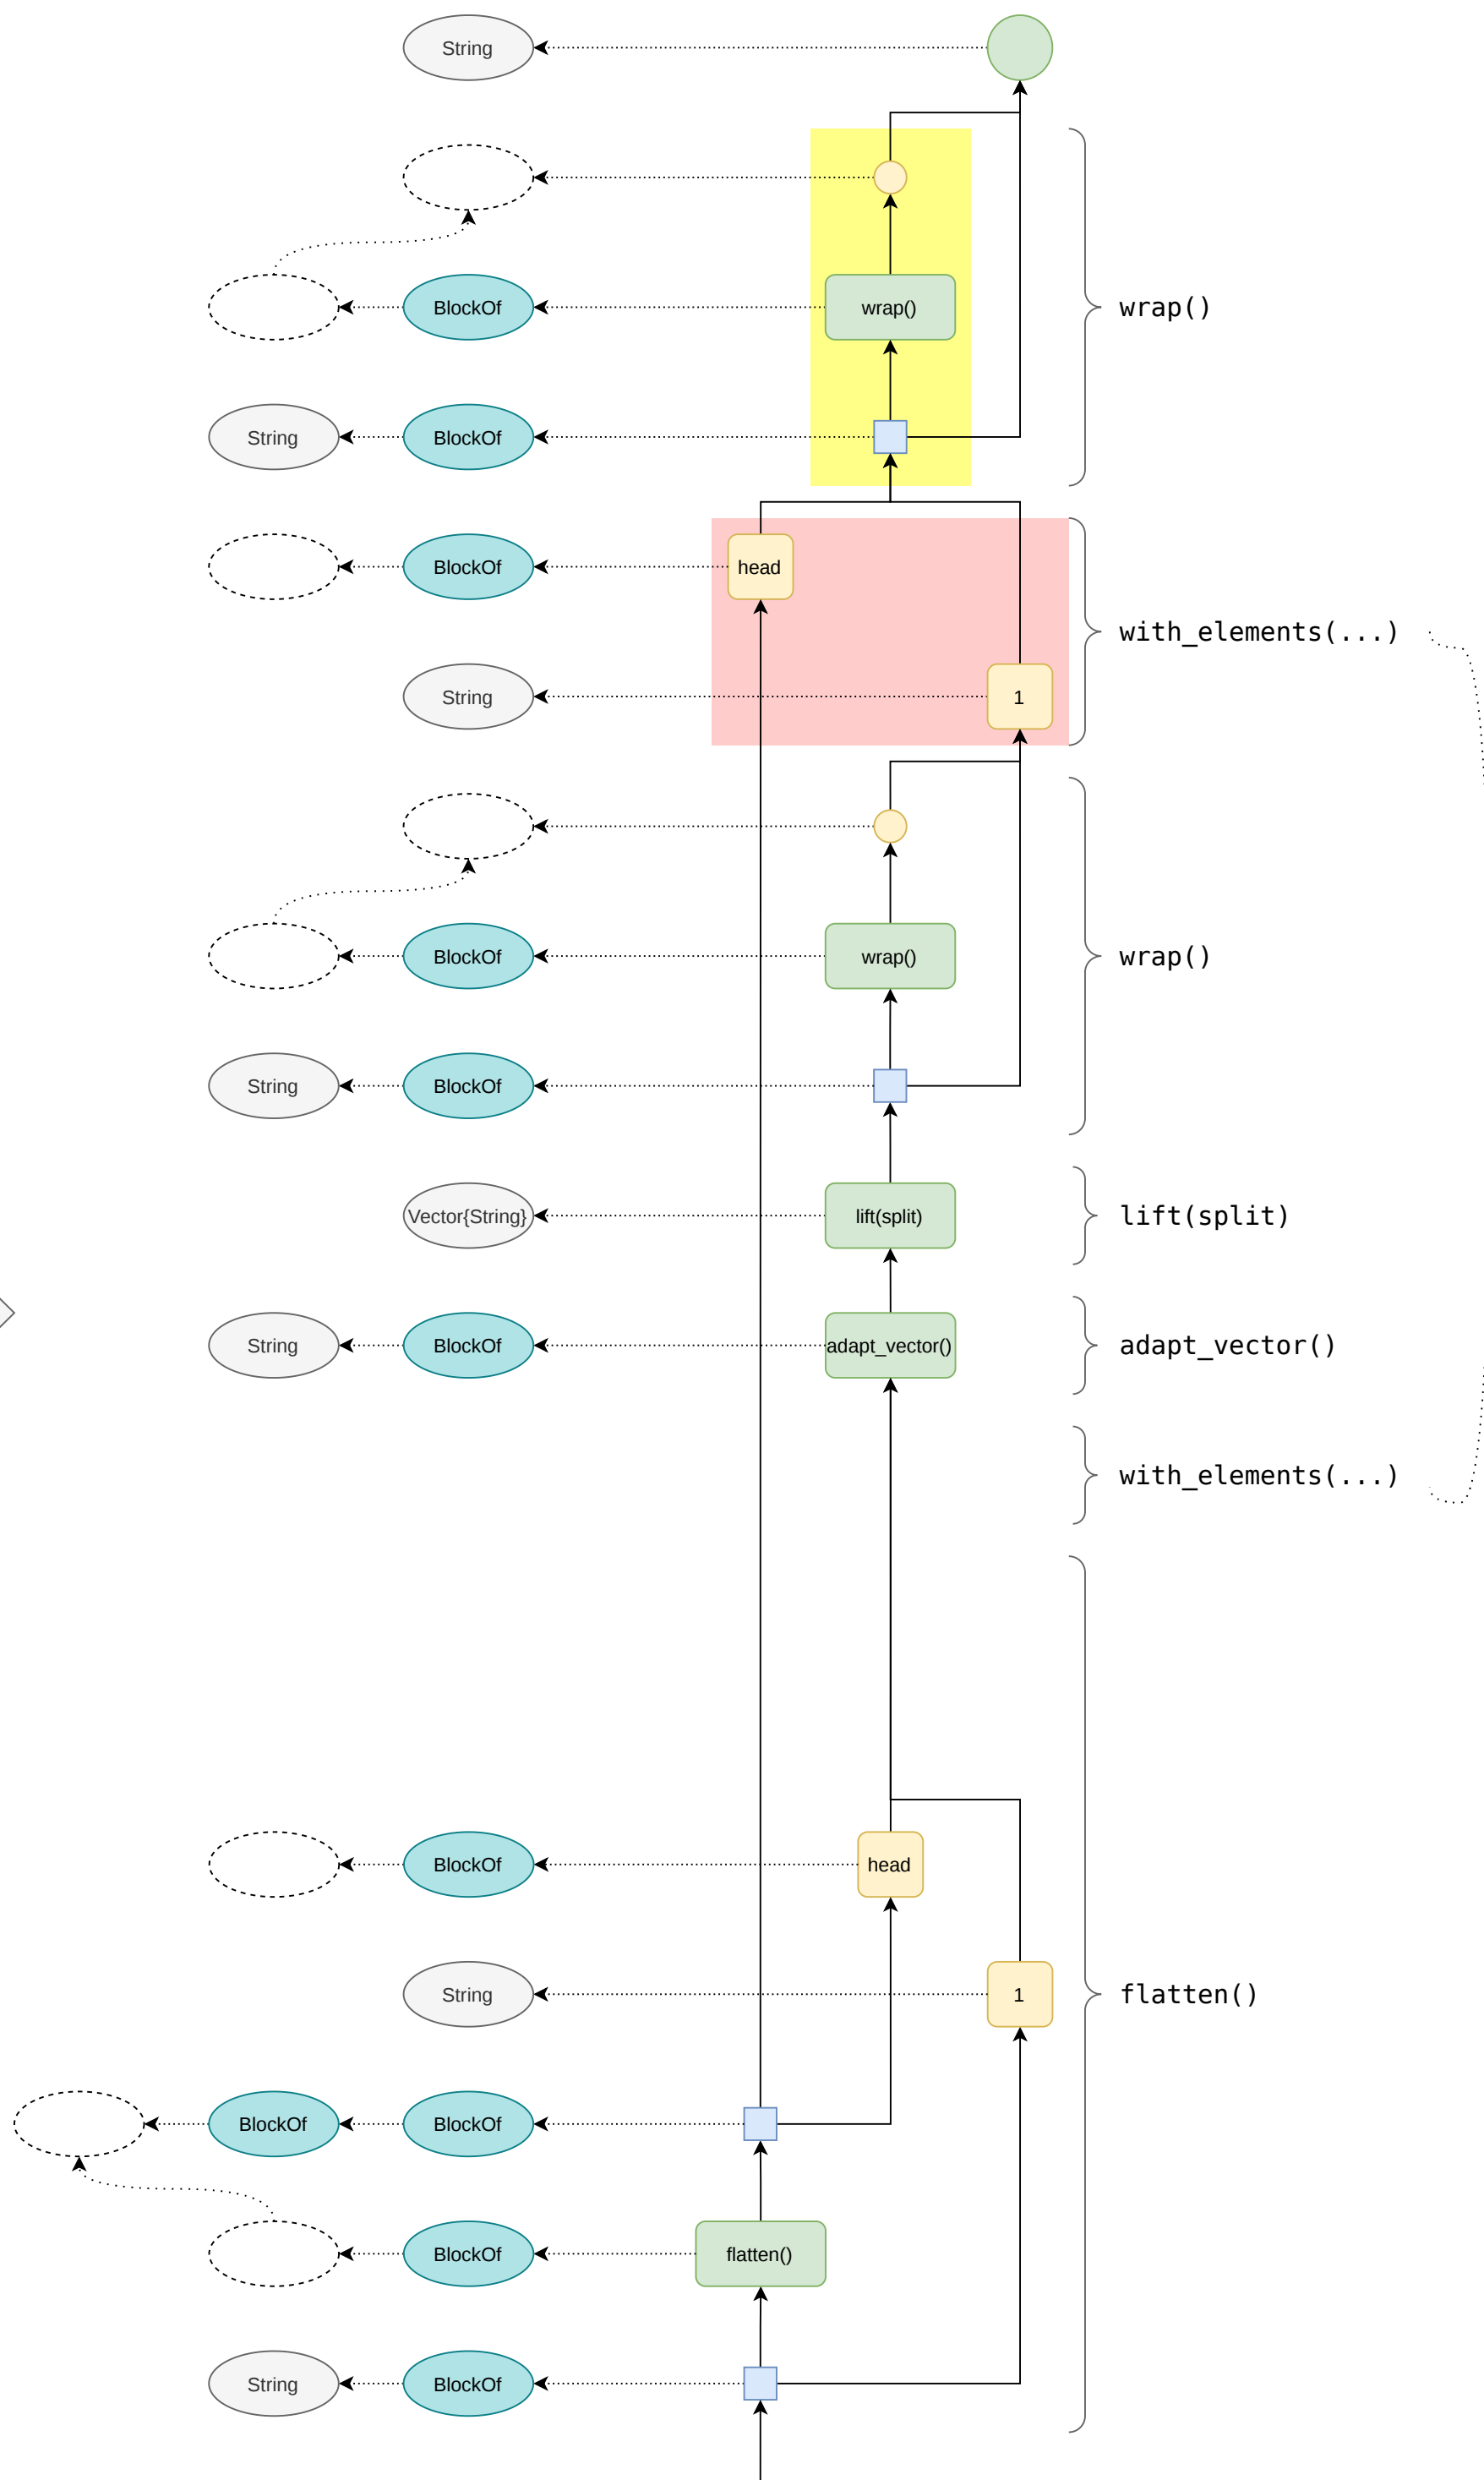 String
BlockOf wrap() wrap()
String BlockOf
BlockOf head
with_elements(...)
String 1
BlockOf wrap() wrap()
String BlockOf
Vector{String} lift(split) lift(split)
String BlockOf adapt_vector() adapt_vector()
with_elements(...)
BlockOf head
String 1 flatten()
BlockOf BlockOf
BlockOf flatten()
String BlockOf